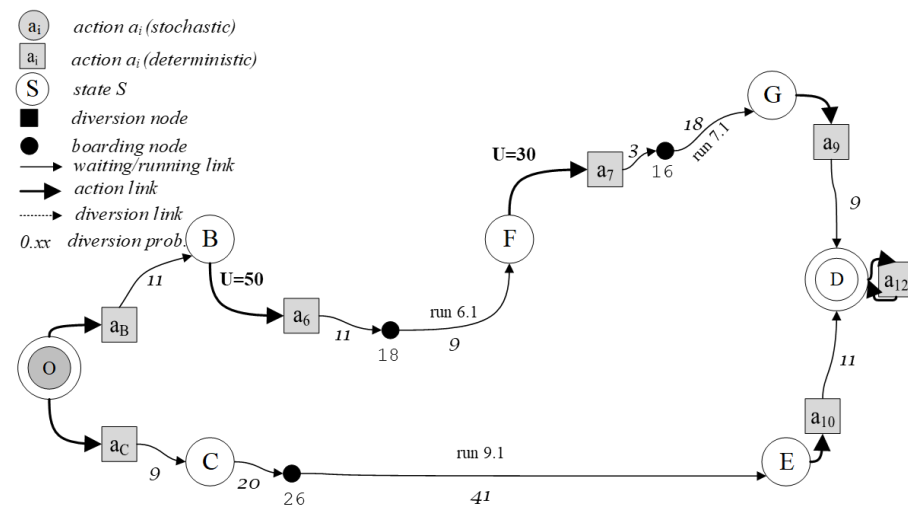 aᵢ action aᵢ (stochastic)
aᵢ action aᵢ (deterministic)
S state S
diversion node
boarding node
waiting/running link
action link
diversion link
0.xx diversion prob.
G
18
run 7.1
a₉
U=30
a₇
3
16
9
B
F
11
U=50
D
a₁₂
a₆
run 6.1
a_B
11
9
18
O
11
a₁₀
a_C
C
run 9.1
E
9
20
26
41